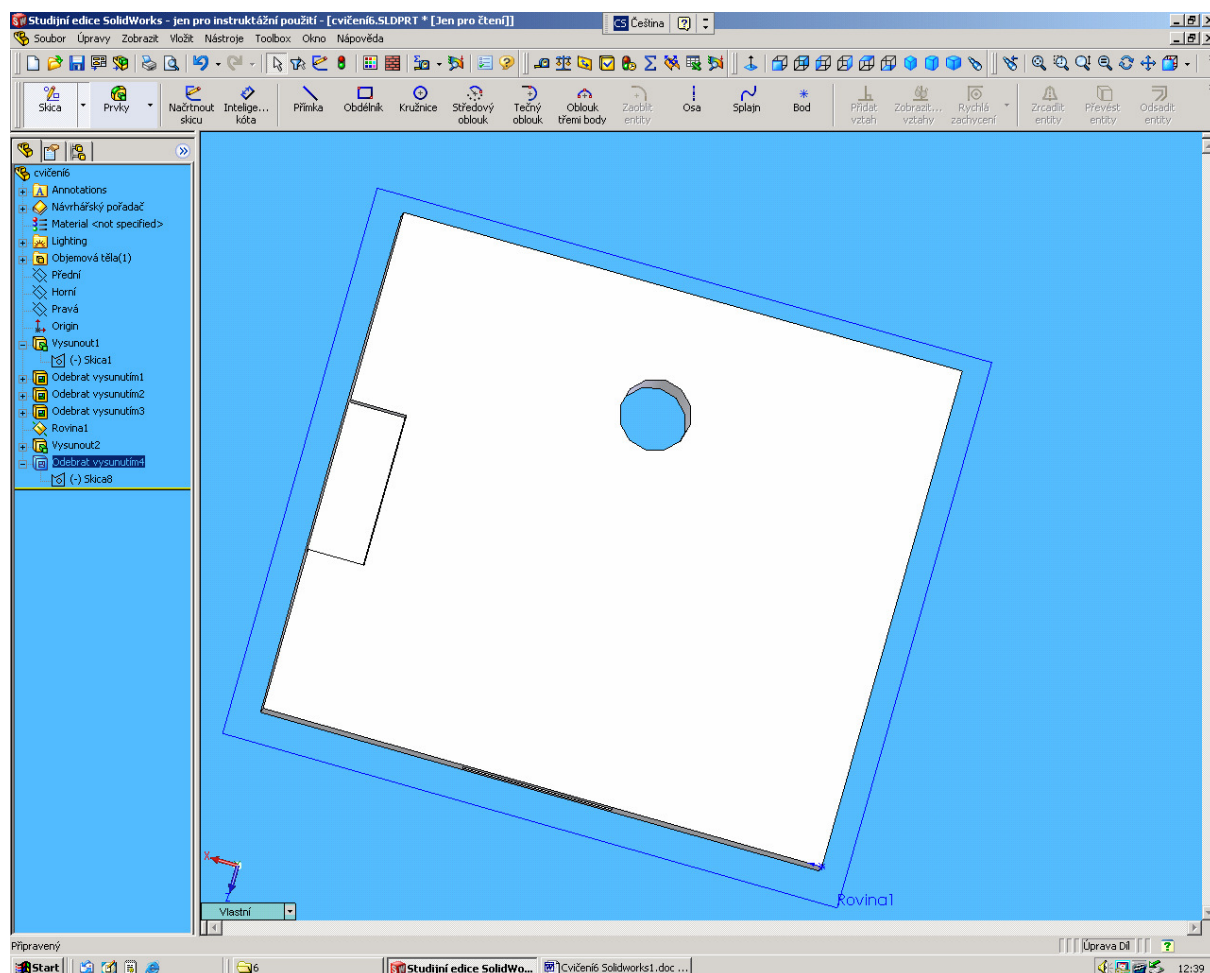 Studijní edice SolidWorks - jen pro instruktážní použití - [cvičení6.SLDPRT * [Jen pro čtení]]
CS Čeština
Soubor Úpravy Zobrazit Vložit Nástroje Toolbox Okno Nápověda
Skica Prvky Načrtnout skicu Intelige... kóta Přímka Obdélník Kružnice Středový oblouk Tečný oblouk Oblouk třemi body Zaoblit entity Osa Splajn Bod Přidat vztah Zobrazit... vztahy Rychlá zachycení Zrcadlit entity Převést entity Odsadit entity
cvičení6
Annotations
Návrhářský pořadač
Material <not specified>
Lighting
Objemová těla(1)
Přední
Horní
Pravá
Origin
Vysunout1
(-) Skica1
Odebrat vysunutím1
Odebrat vysunutím2
Odebrat vysunutím3
Rovina1
Vysunout2
Odebrat vysunutím4
(-) Skica8
X
Z
Rovina1
Vlastní
Připravený
Úprava Díl
Start
6
Studijní edice SolidWo...
Cvičení6 Solidworks1.doc ...
12:39